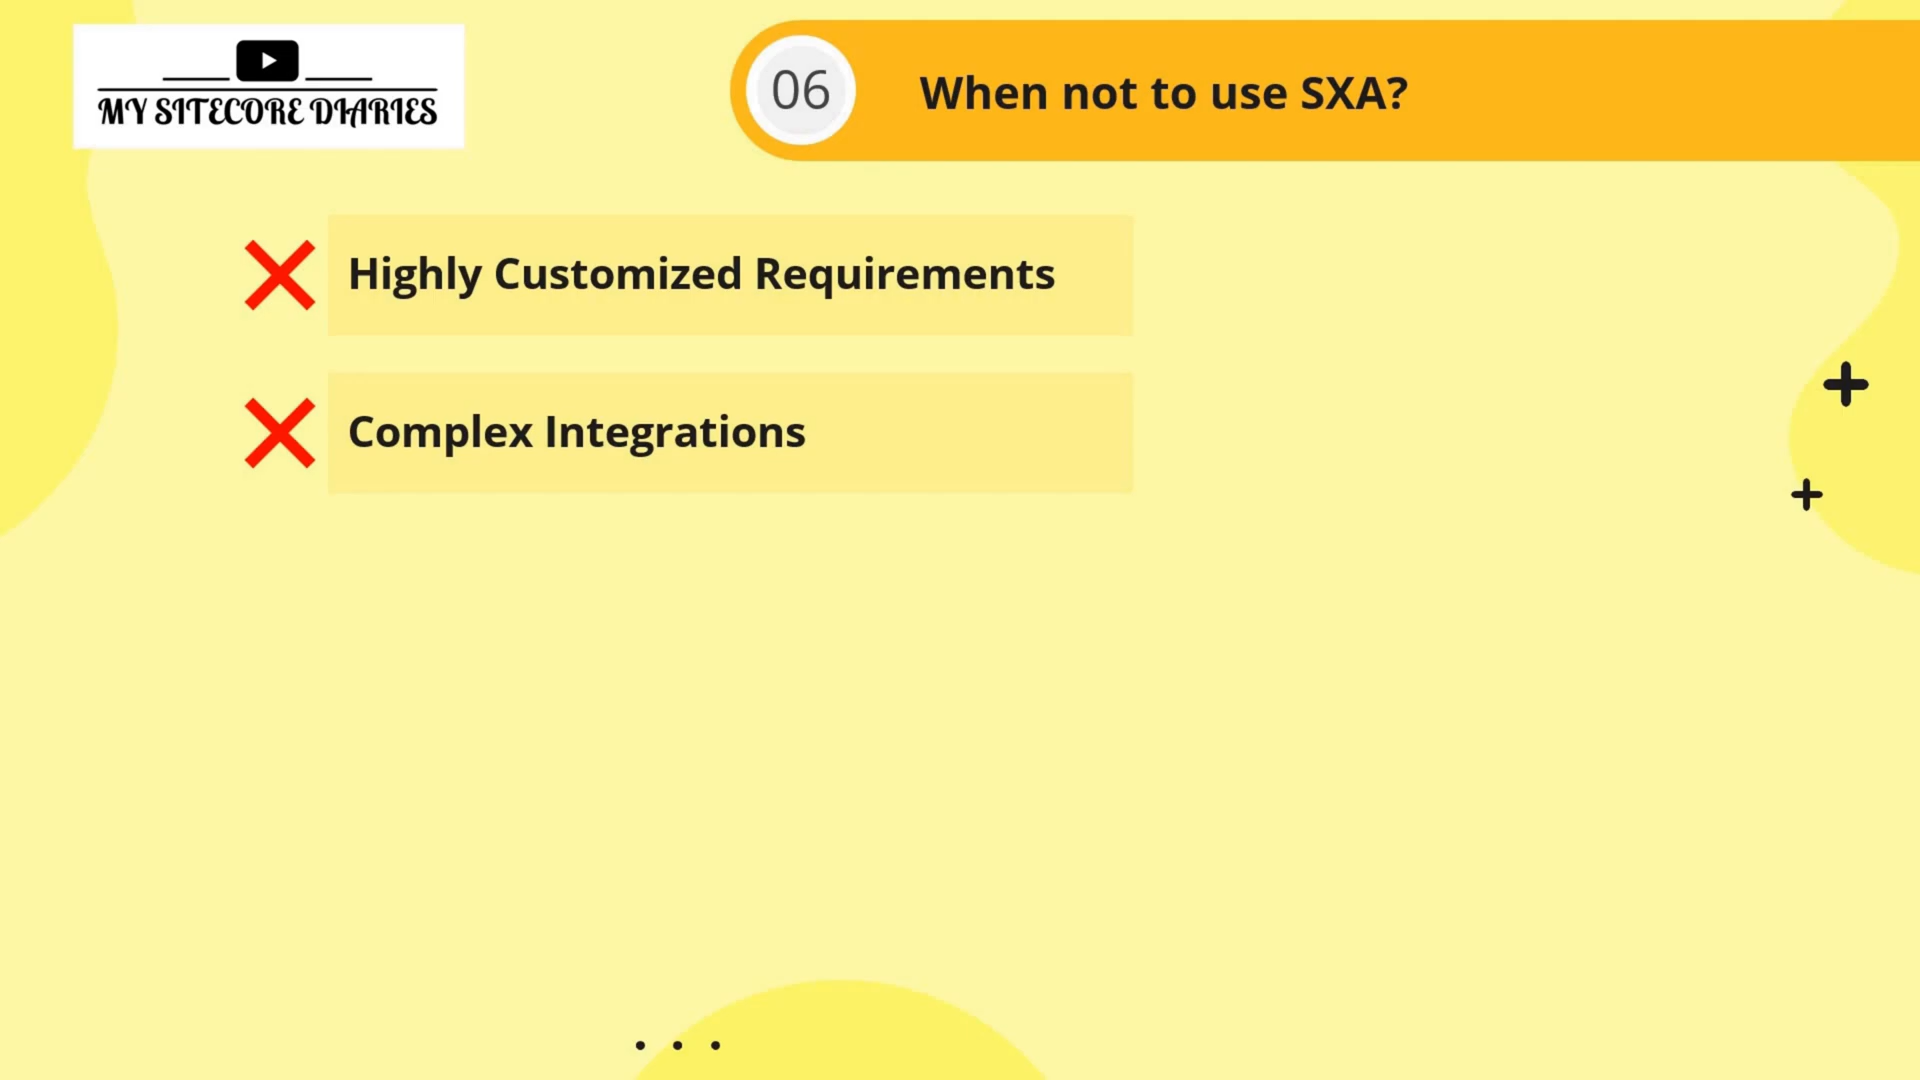 MY SITECORE DIARIES
06
When not to use SXA?
Highly Customized Requirements
Complex Integrations